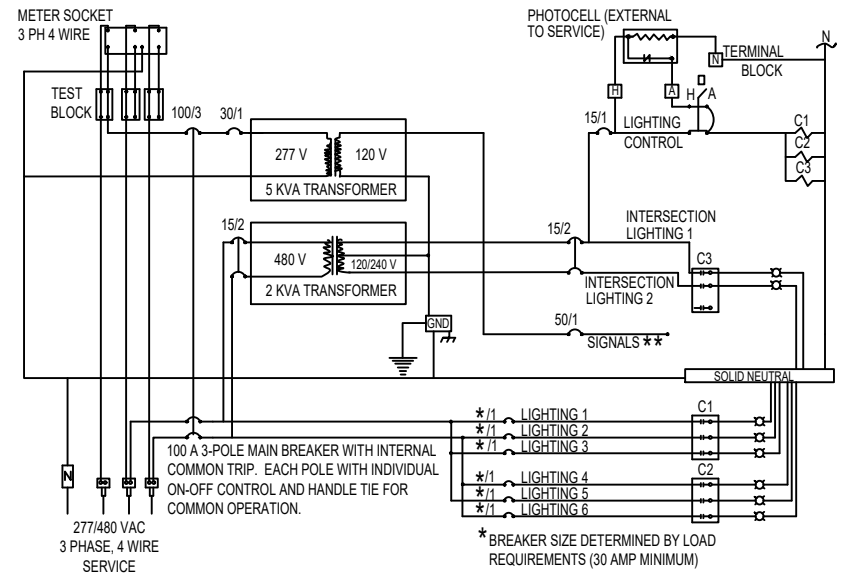 METER SOCKET
3 PH 4 WIRE
PHOTOCELL (EXTERNAL
TO SERVICE)
N
N
TERMINAL
BLOCK
TEST
BLOCK
100/3
30/1
H
A
H
A
15/1
LIGHTING
CONTROL
C1
C2
C3
277 V
120 V
5 KVA TRANSFORMER
15/2
480 V
120/240 V
2 KVA TRANSFORMER
15/2
INTERSECTION
LIGHTING 1
C3
INTERSECTION
LIGHTING 2
GND
50/1
SIGNALS **
SOLID NEUTRAL
*/1 LIGHTING 1
*/1 LIGHTING 2
*/1 LIGHTING 3
C1
100 A 3-POLE MAIN BREAKER WITH INTERNAL
COMMON TRIP. EACH POLE WITH INDIVIDUAL
ON-OFF CONTROL AND HANDLE TIE FOR
COMMON OPERATION.
C2
*/1 LIGHTING 4
*/1 LIGHTING 5
*/1 LIGHTING 6
N
277/480 VAC
3 PHASE, 4 WIRE
SERVICE
* BREAKER SIZE DETERMINED BY LOAD
REQUIREMENTS (30 AMP MINIMUM)